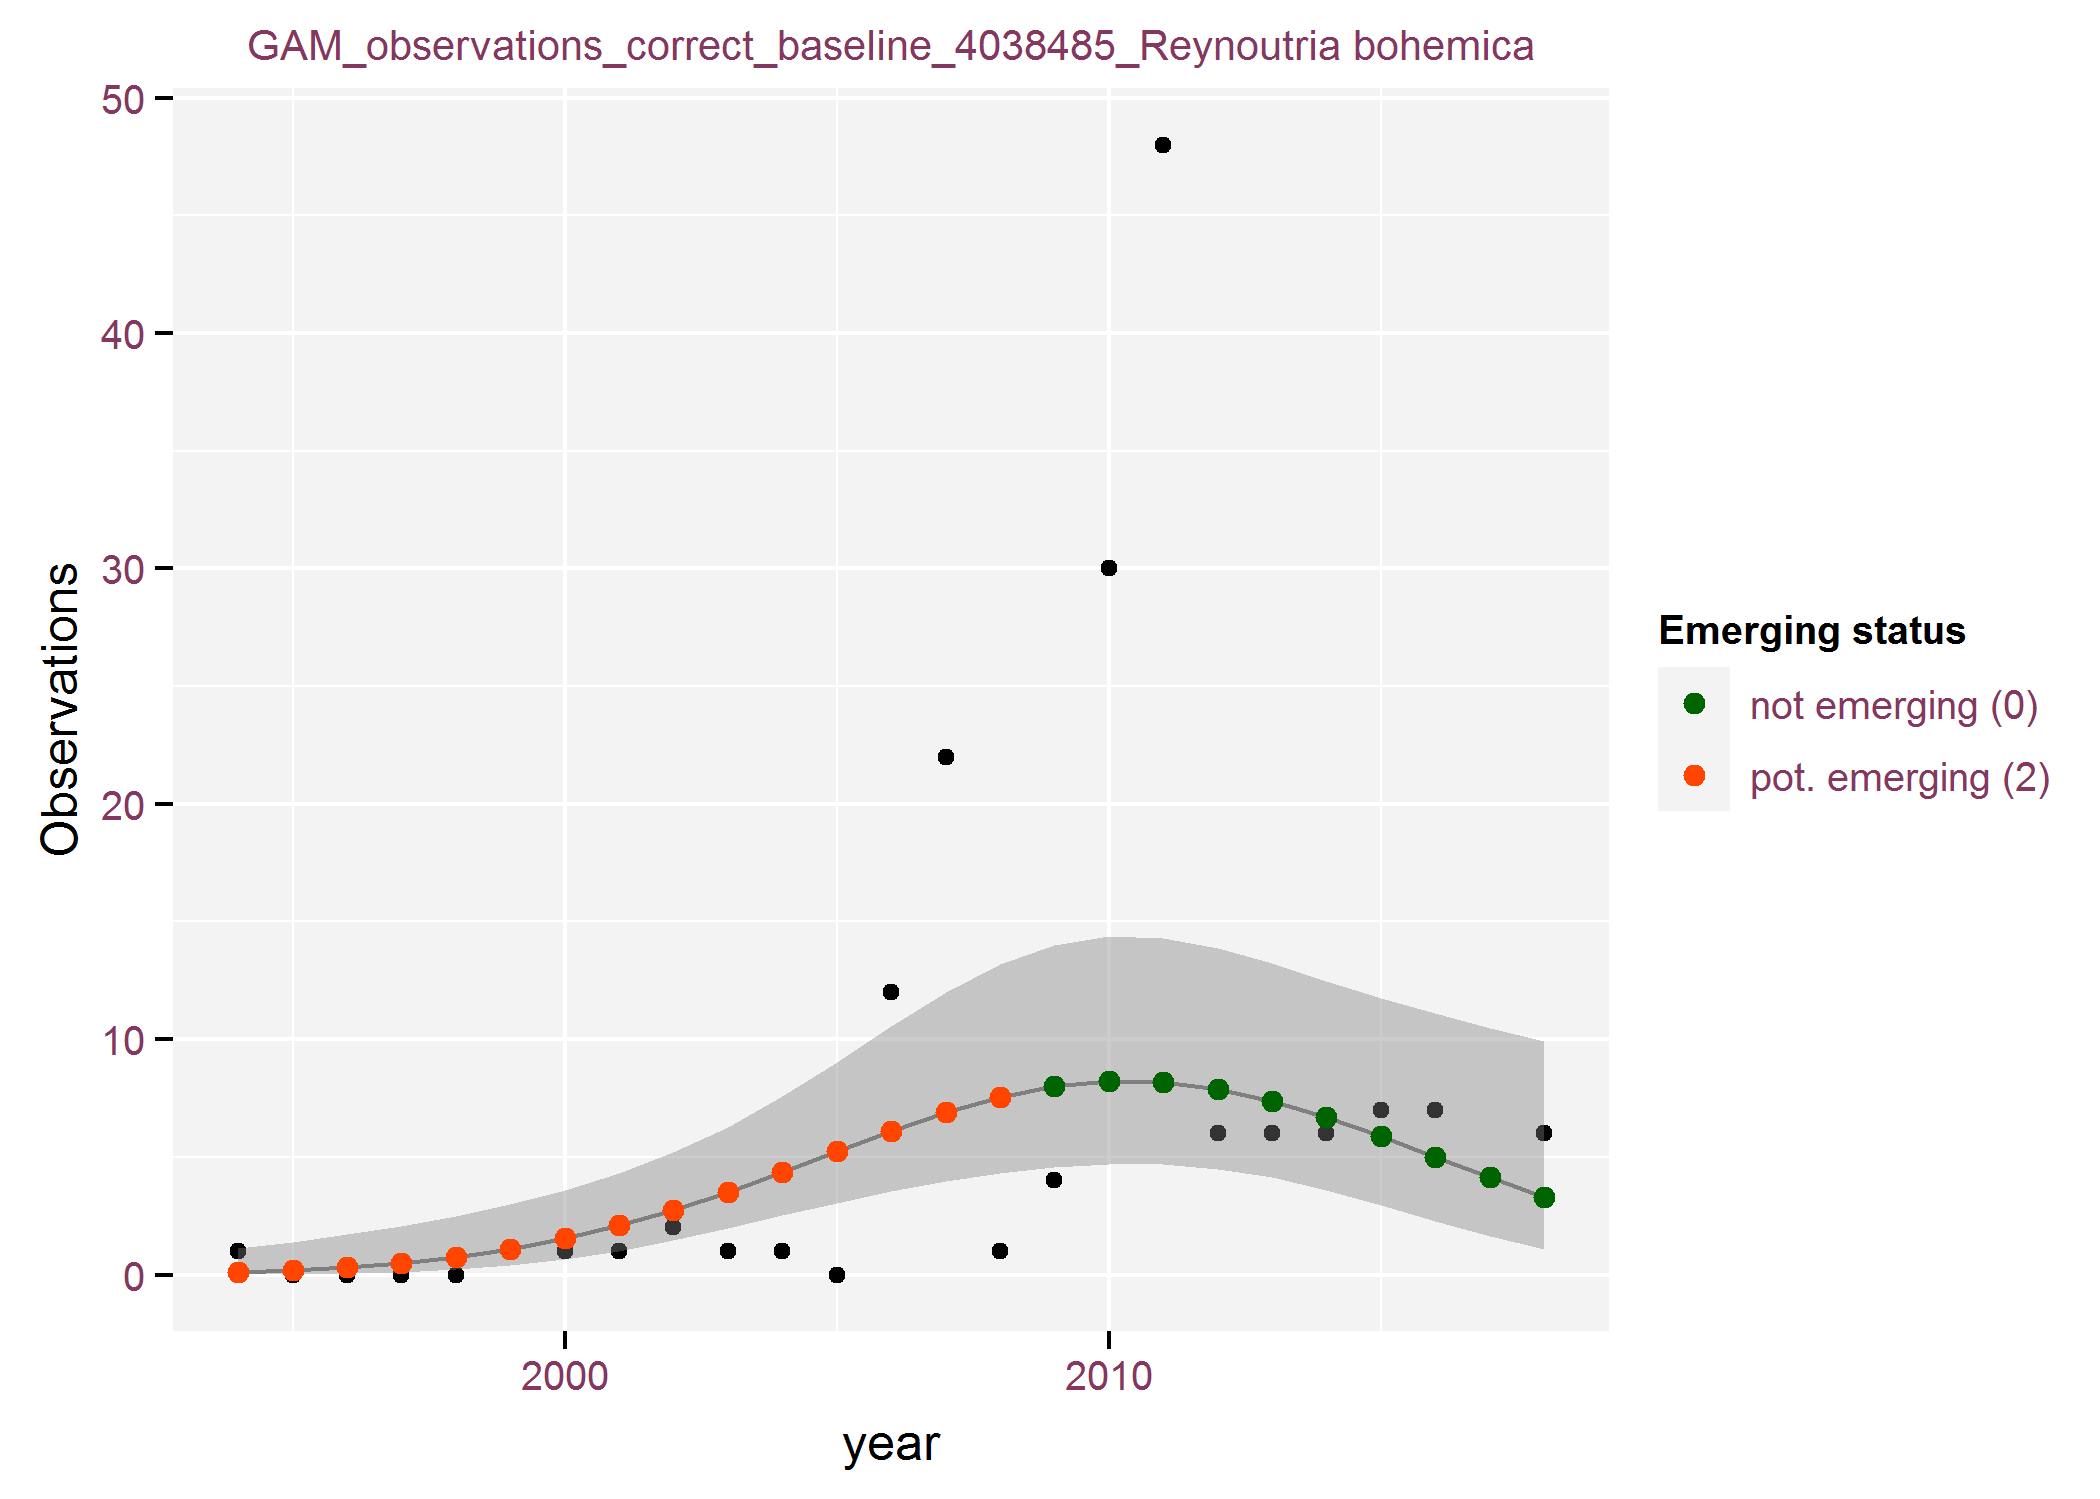 GAM_observations_correct_baseline_4038485_Reynoutria bohemica
50
40
30
20
10
0
Observations
2000
2010
year
Emerging status
not emerging (0)
pot. emerging (2)